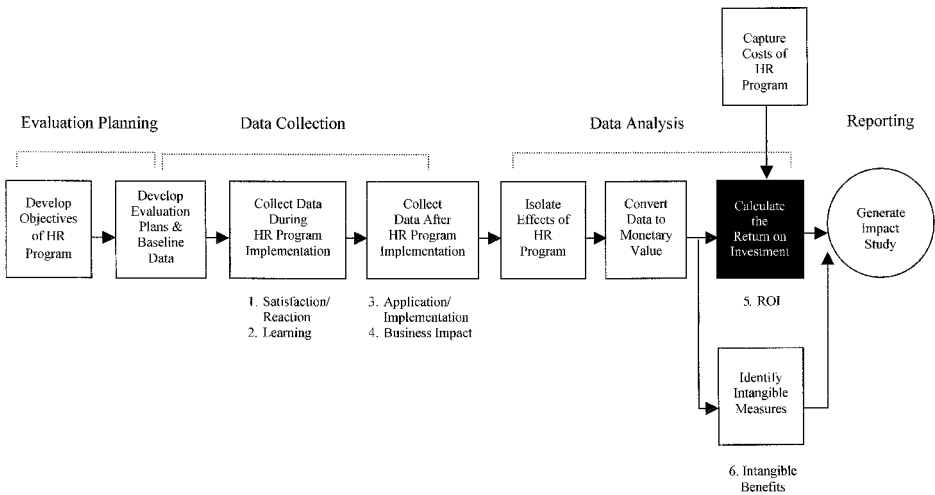 Capture
Costs of
HR
Program
Evaluation Planning
Data Collection
Data Analysis
Reporting
Develop
Objectives
of HR
Program
Develop
Evaluation
Plans &
Baseline
Data
Collect Data
During
HR Program
Implementation
Collect
Data After
HR Program
Implementation
Isolate
Effects of
HR
Program
Convert
Data to
Monetary
Value
Calculate
the
Return on
Investment
Generate
Impact
Study
1. Satisfaction/
Reaction
2. Learning
3. Application/
Implementation
4. Business Impact
5. ROI
Identify
Intangible
Measures
6. Intangible
Benefits